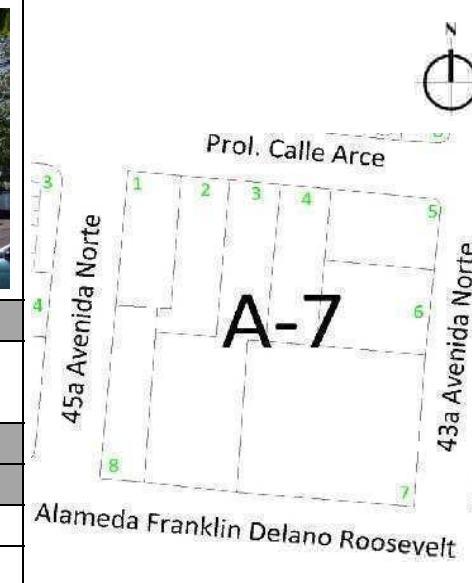 N
Prol. Calle Arce
3
1
2
3
4
5
4
45a Avenida Norte
A-7
6
43a Avenida Norte
8
7
Alameda Franklin Delano Roosevelt